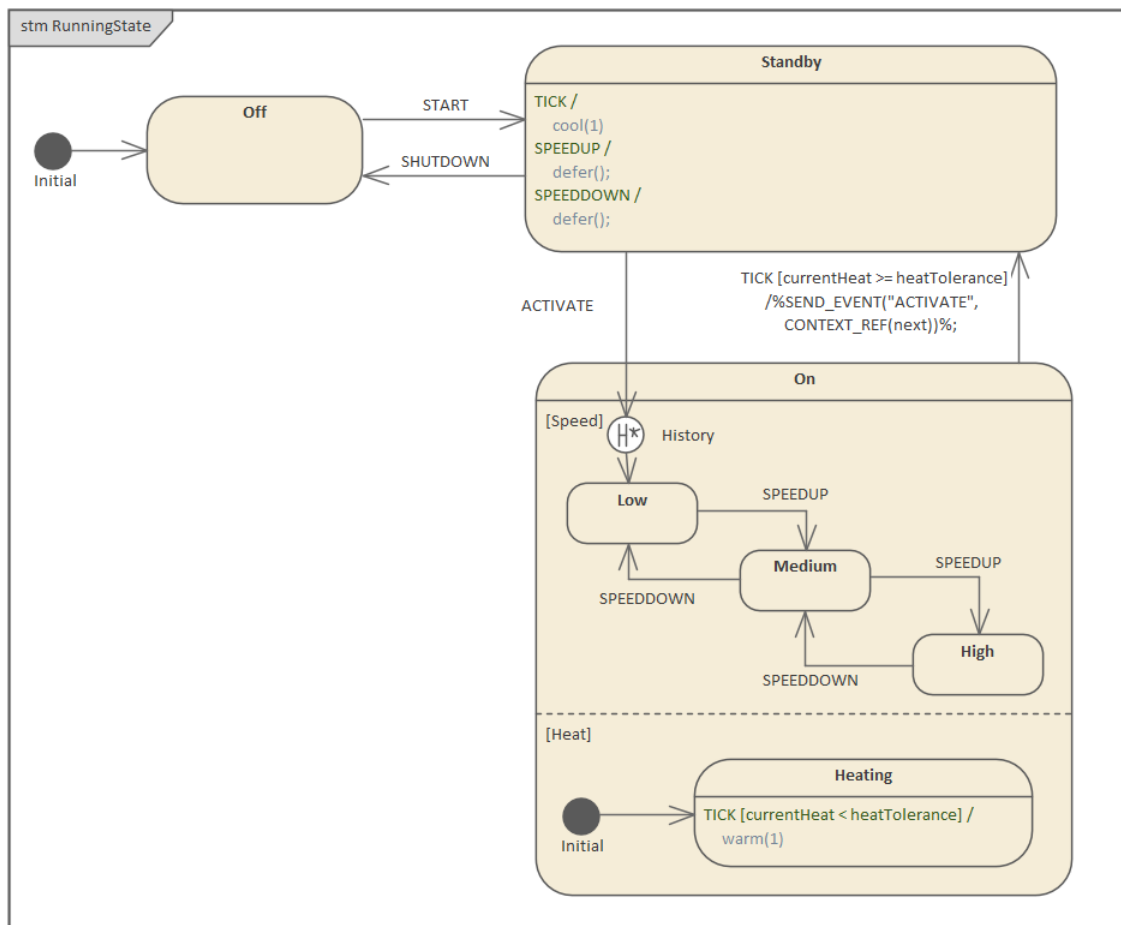 stm RunningState
Standby
Off
START
TICK /
cool(1)
SPEEDUP /
defer();
SPEEDDOWN /
defer();
SHUTDOWN
Initial
ACTIVATE
TICK [currentHeat >= heatTolerance]
/%SEND_EVENT("ACTIVATE",
CONTEXT_REF(next))%;
On
[Speed]
H*
History
Low
SPEEDUP
Medium
SPEEDUP
SPEEDDOWN
High
SPEEDDOWN
[Heat]
Heating
TICK [currentHeat < heatTolerance] /
warm(1)
Initial